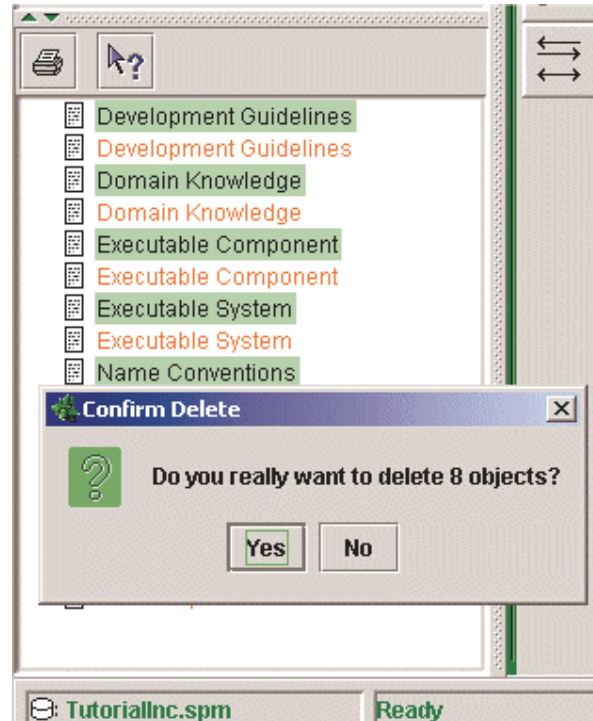 Development Guidelines
Development Guidelines
Domain Knowledge
Domain Knowledge
Executable Component
Executable Component
Executable System
Executable System
Name Conventions
Confirm Delete
Do you really want to delete 8 objects?
Yes No
TutorialInc.spm Ready